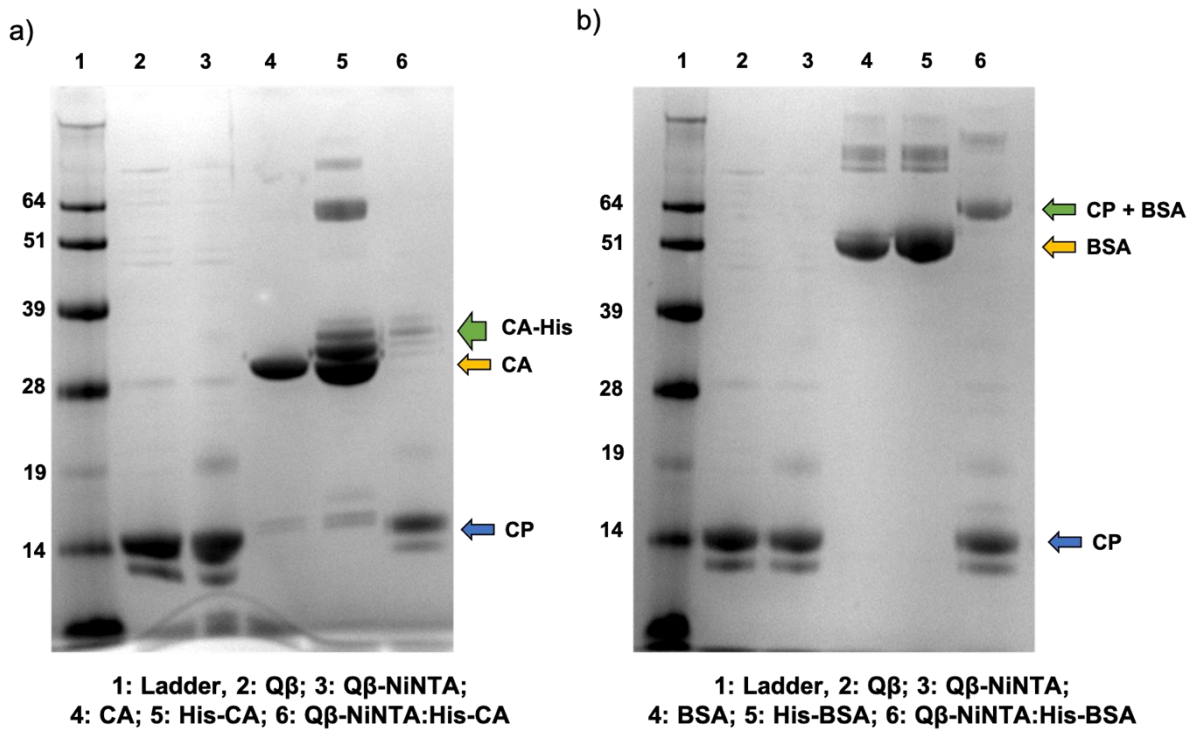 a)
1 2 3 4 5 6
64
51
39
28
19
14
CA-His
CA
CP
1: Ladder, 2: Qβ; 3: Qβ-NiNTA;
4: CA; 5: His-CA; 6: Qβ-NiNTA:His-CA
b)
1 2 3 4 5 6
64
51
39
28
19
14
CP + BSA
BSA
CP
1: Ladder, 2: Qβ; 3: Qβ-NiNTA;
4: BSA; 5: His-BSA; 6: Qβ-NiNTA:His-BSA